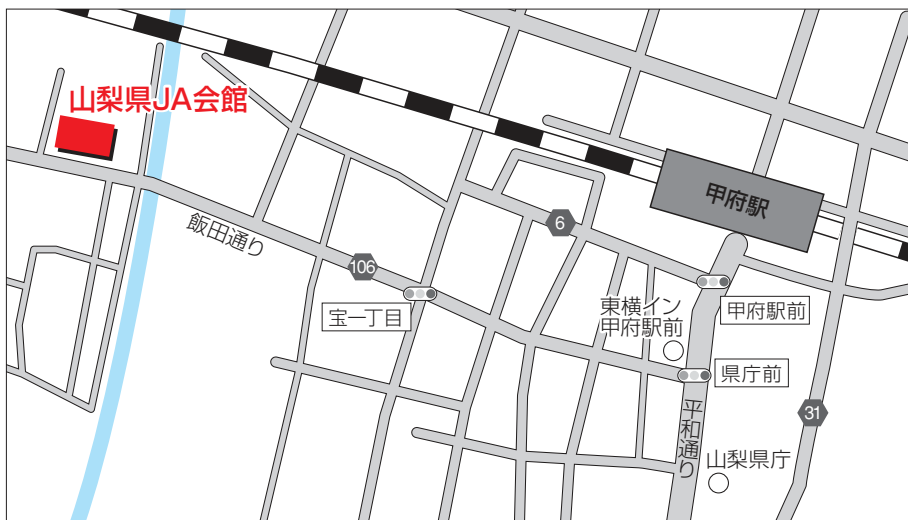 山梨県JA会館
甲府駅
飯田通り
6
106
宝一丁目
東横イン
甲府駅前
甲府駅前
県庁前
平和通り
31
山梨県庁